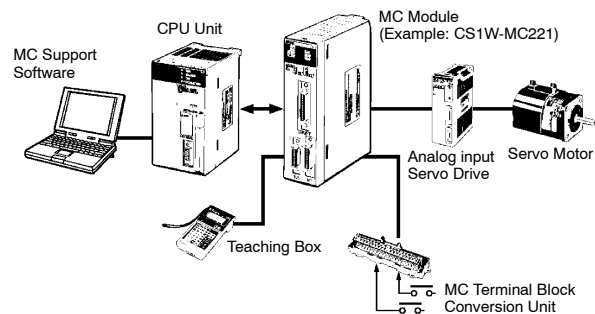 CPU Unit
MC Module
(Example: CS1W-MC221)
MC Support
Software
Analog input
Servo Drive
Servo Motor
Teaching Box
MC Terminal Block
Conversion Unit